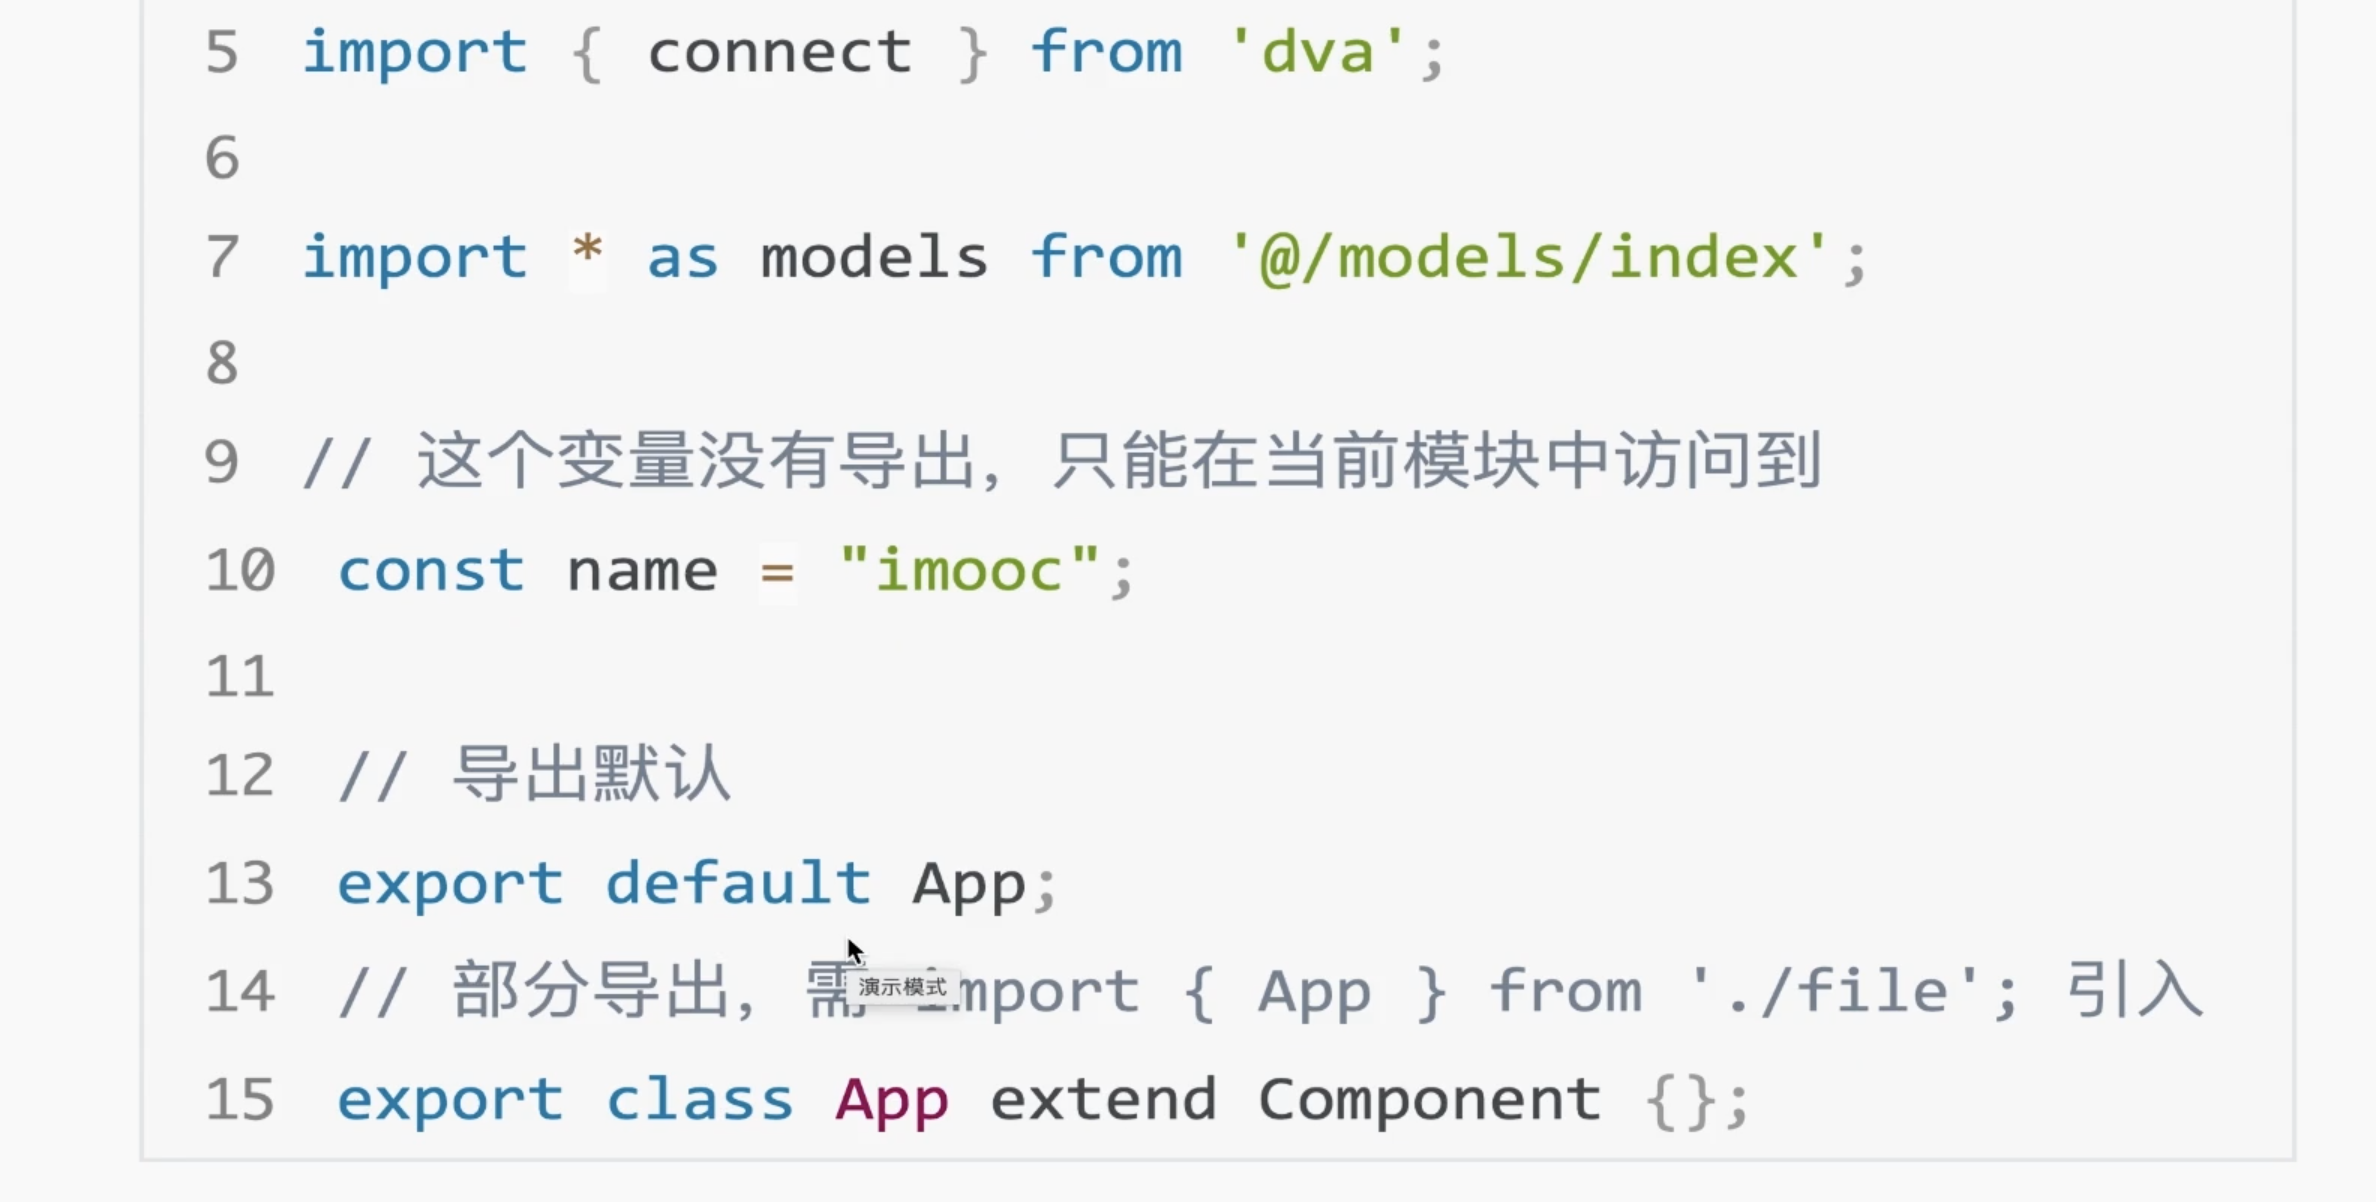 5 import { connect } from 'dva';
6
7 import * as models from '@/models/index';
8
9 // 这个变量没有导出，只能在当前模块中访问到
10 const name = "imooc";
11
12 // 导出默认
13 export default App;
14 // 部分导出，需 import { App } from './file'; 引入
演示模式
15 export class App extend Component {};